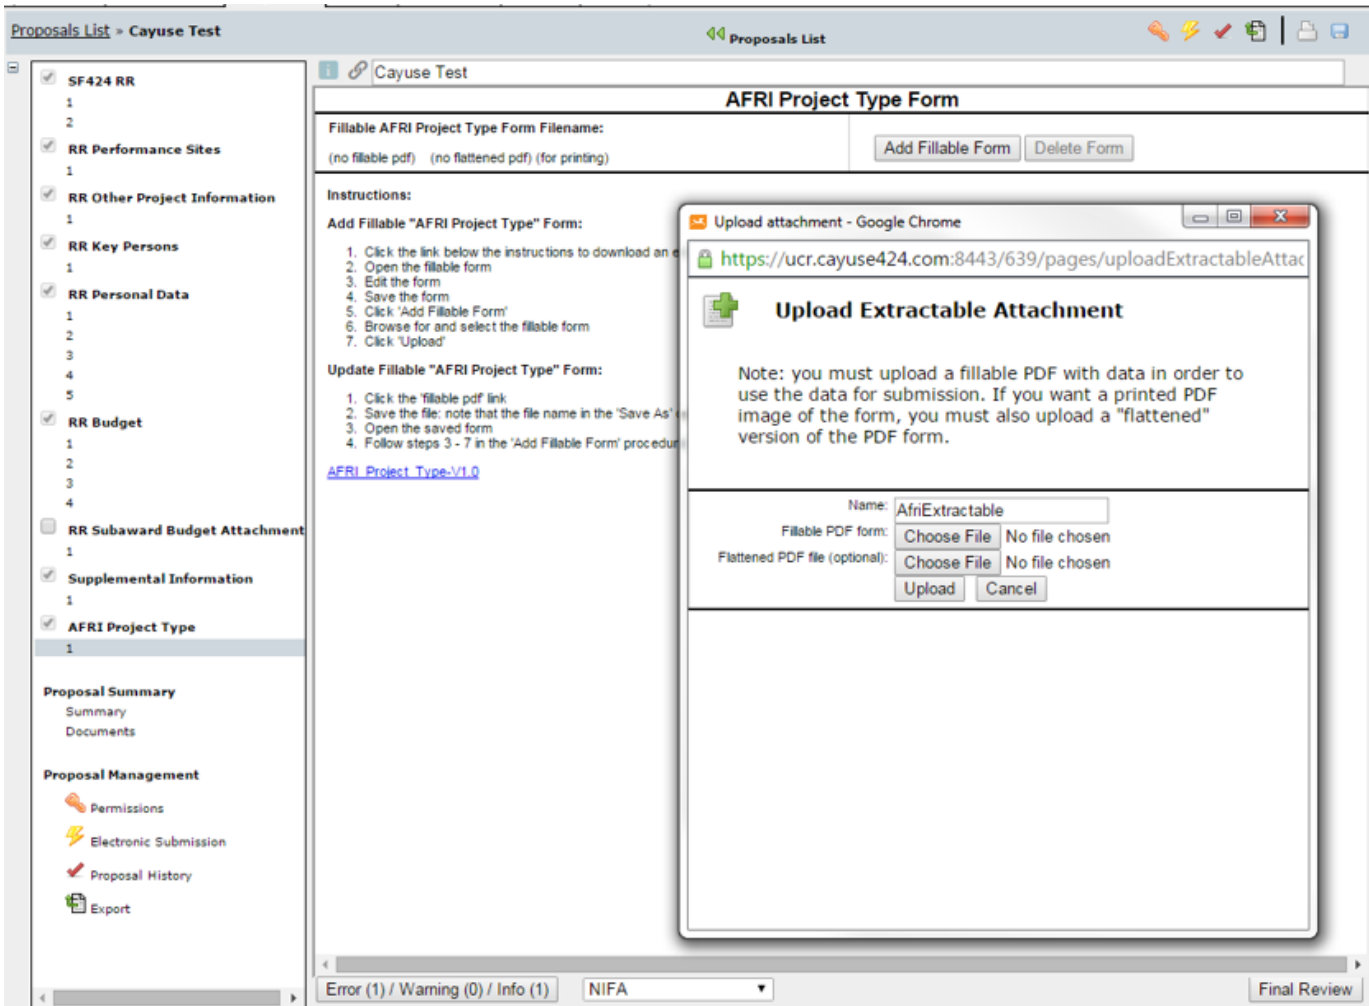 Proposals List » Cayuse Test
Proposals List
SF424 RR
1
2
RR Performance Sites
1
RR Other Project Information
1
RR Key Persons
1
RR Personal Data
1
2
3
4
5
RR Budget
1
2
3
4
RR Subaward Budget Attachment
1
Supplemental Information
1
AFRI Project Type
1
Proposal Summary
Summary
Documents
Proposal Management
Permissions
Electronic Submission
Proposal History
Export
Cayuse Test
AFRI Project Type Form
Fillable AFRI Project Type Form Filename:
(no fillable pdf) (no flattened pdf) (for printing)
Add Fillable Form Delete Form
Instructions:
Add Fillable "AFRI Project Type" Form:
1. Click the link below the instructions to download an
2. Open the fillable form
3. Edit the form
4. Save the form
5. Click 'Add Fillable Form'
6. Browse for and select the fillable form
7. Click 'Upload'
Update Fillable "AFRI Project Type" Form:
1. Click the 'fillable pdf' link
2. Save the file: note that the file name in the 'Save As'
3. Open the saved form
4. Follow steps 3 - 7 in the 'Add Fillable Form'
AFRI_Project_Type-V1.0
Upload attachment - Google Chrome
https://ucr.cayuse424.com:8443/639/pages/uploadExtractableAttac
Upload Extractable Attachment
Note: you must upload a fillable PDF with data in order to
use the data for submission. If you want a printed PDF
image of the form, you must also upload a "flattened"
version of the PDF form.
Name: AfriExtractable
Fillable PDF form: Choose File No file chosen
Flattened PDF file (optional): Choose File No file chosen
Upload Cancel
Error (1) / Warning (0) / Info (1) NIFA Final Review